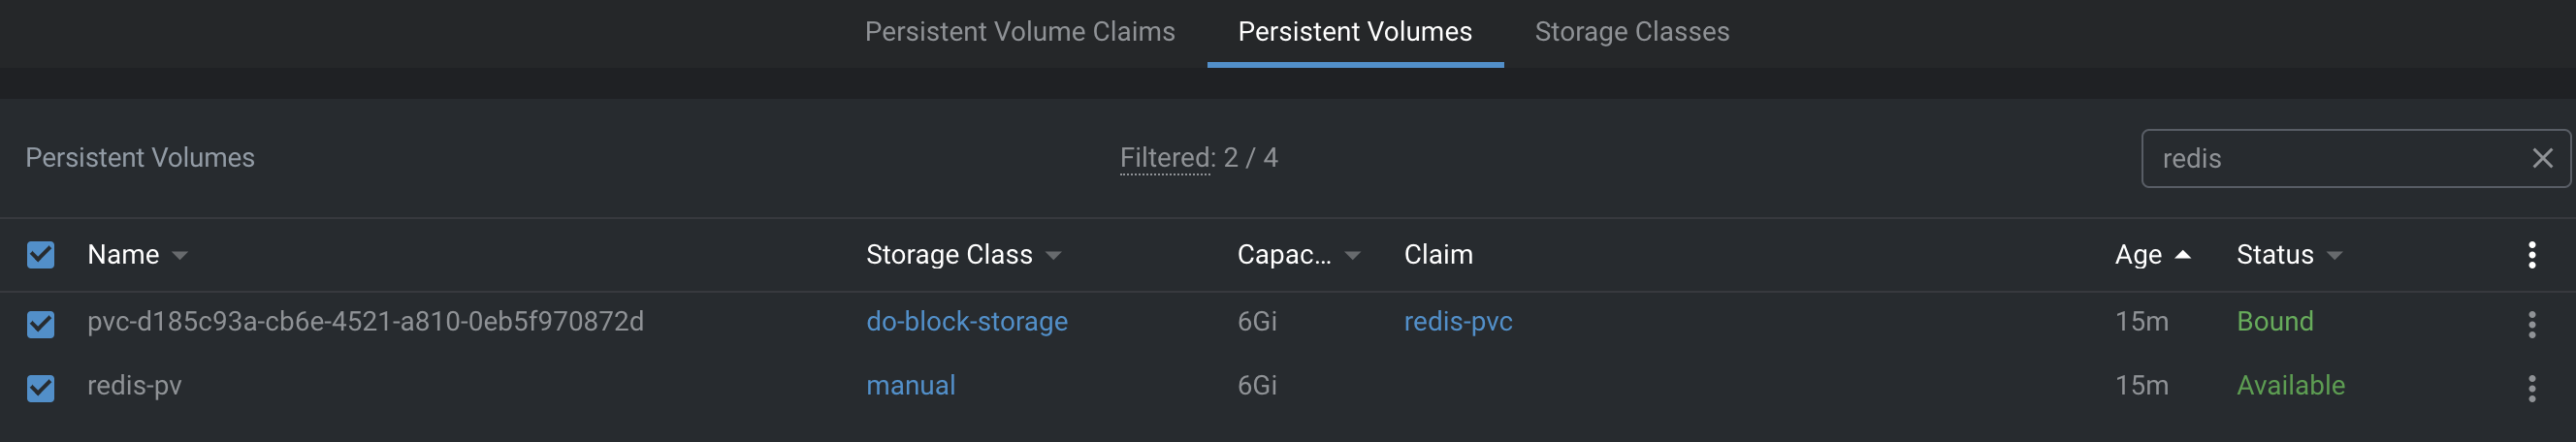 Persistent Volume Claims Persistent Volumes Storage Classes
Persistent Volumes Filtered: 2 / 4 redis
Name Storage Class Capac... Claim Age Status
pvc-d185c93a-cb6e-4521-a810-0eb5f970872d do-block-storage 6Gi redis-pvc 15m Bound
redis-pv manual 6Gi 15m Available